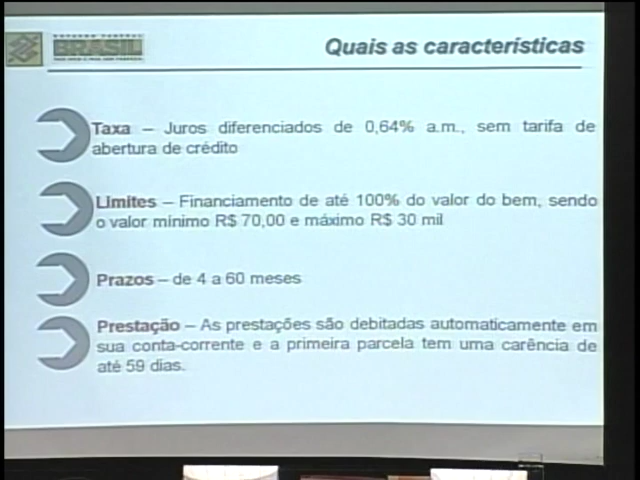 BRASIL
Quais as características
Taxa – Juros diferenciados de 0,64% a.m., sem tarifa de
abertura de crédito
Limites – Financiamento de até 100% do valor do bem, sendo
o valor mínimo R$ 70,00 e máximo R$ 30 mil
Prazos – de 4 a 60 meses
Prestação – As prestações são debitadas automaticamente em
sua conta-corrente e a primeira parcela tem uma carência de
até 59 dias.